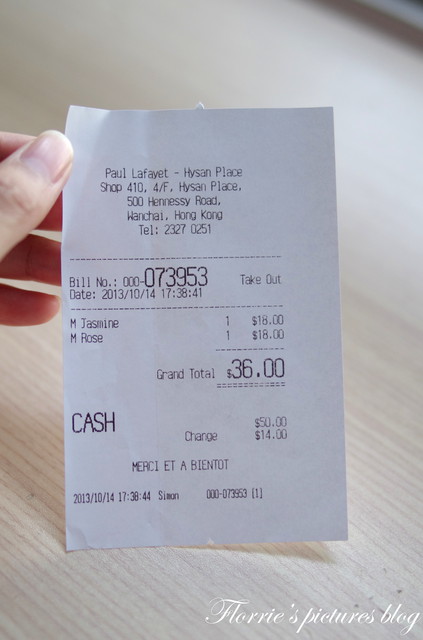 Paul Lafayet - Hysan Place
Shop 410, 4/F, Hysan Place,
500 Hennessy Road,
Wanchai, Hong Kong
Tel: 2327 0251
Bill No.: 000-073953 Take Out
Date: 2013/10/14 17:38:41
M Jasmine 1 $18.00
M Rose 1 $18.00
Grand Total $36.00
CASH $50.00
Change $14.00
MERCI ET A BIENTOT
2013/10/14 17:38:44 Simon 000-073953 [1]
Florrie's pictures blog